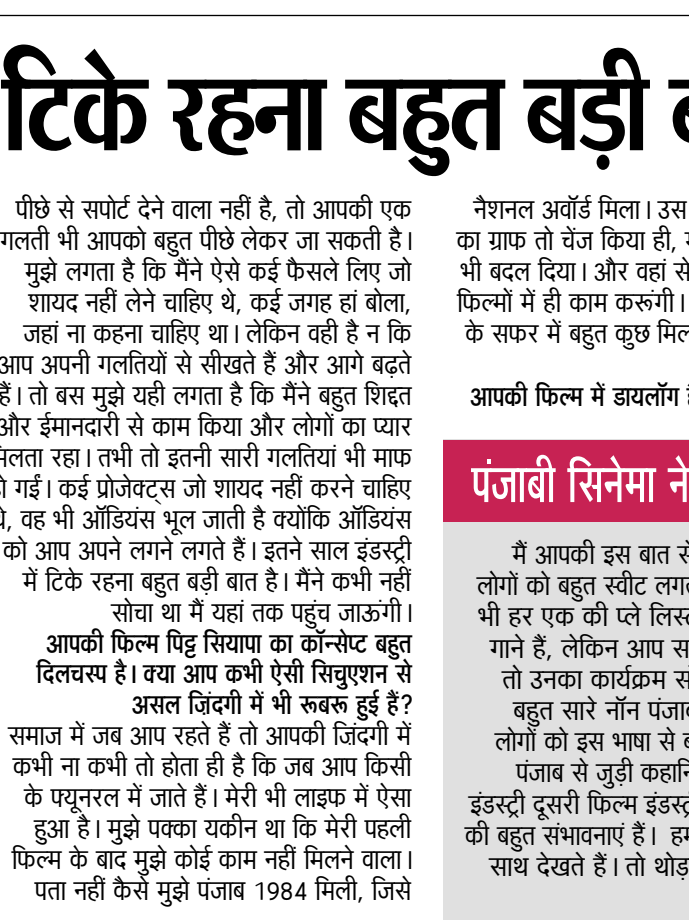 टिके रहना बहुत बड़ी
पीछे से सपोर्ट देने वाला नहीं है, तो आपकी एक
गलती भी आपको बहुत पीछे लेकर जा सकती है।
मुझे लगता है कि मैंने ऐसे कई फैसले लिए जो
शायद नहीं लेने चाहिए थे, कई जगह हां बोला,
जहां ना कहना चाहिए था। लेकिन वही है न कि
आप अपनी गलतियों से सीखते हैं और आगे बढ़ते
हैं। तो बस मुझे यही लगता है कि मैंने बहुत शिद्दत
और ईमानदारी से काम किया और लोगों का प्यार
मिलता रहा। तभी तो इतनी सारी गलतियां भी माफ
हो गईं। कई प्रोजेक्ट्स जो शायद नहीं करने चाहिए
थे, वह भी ऑडियंस भूल जाती है क्योंकि ऑडियंस
को आप अपने लगने लगते हैं। इतने साल इंडस्ट्री
में टिके रहना बहुत बड़ी बात है। मैंने कभी नहीं
सोचा था मैं यहां तक पहुंच जाऊंगी।
आपकी फिल्म पिट्ट सियापा का कॉन्सेप्ट बहुत
दिलचस्प है। क्या आप कभी ऐसी सिचुएशन से
असल ज़िंदगी में भी रूबरू हुई हैं?
समाज में जब आप रहते हैं तो आपकी जिंदगी में
कभी ना कभी तो होता ही है कि जब आप किसी
के फ्यूनरल में जाते हैं। मेरी भी लाइफ में ऐसा
हुआ है। मुझे पक्का यकीन था कि मेरी पहली
फिल्म के बाद मुझे कोई काम नहीं मिलने वाला।
पता नहीं कैसे मुझे पंजाब 1984 मिली, जिसे
नैशनल अवॉर्ड मिला। उस
का ग्राफ तो चेंज किया ही,
भी बदल दिया। और वहां से
फिल्मों में ही काम करूंगी।
के सफर में बहुत कुछ
आपकी फिल्म में डायलॉग
पंजाबी सिनेमा ने
मैं आपकी इस बात से
लोगों को बहुत स्वीट
भी हर एक की प्ले
गाने हैं, लेकिन आप
तो उनका कार्यक्रम
बहुत सारे नॉन
लोगों को इस भाषा से
पंजाब से जुड़ी
इंडस्ट्री दूसरी फिल्म
की बहुत संभावनाएं हैं।
साथ देखते हैं। तो